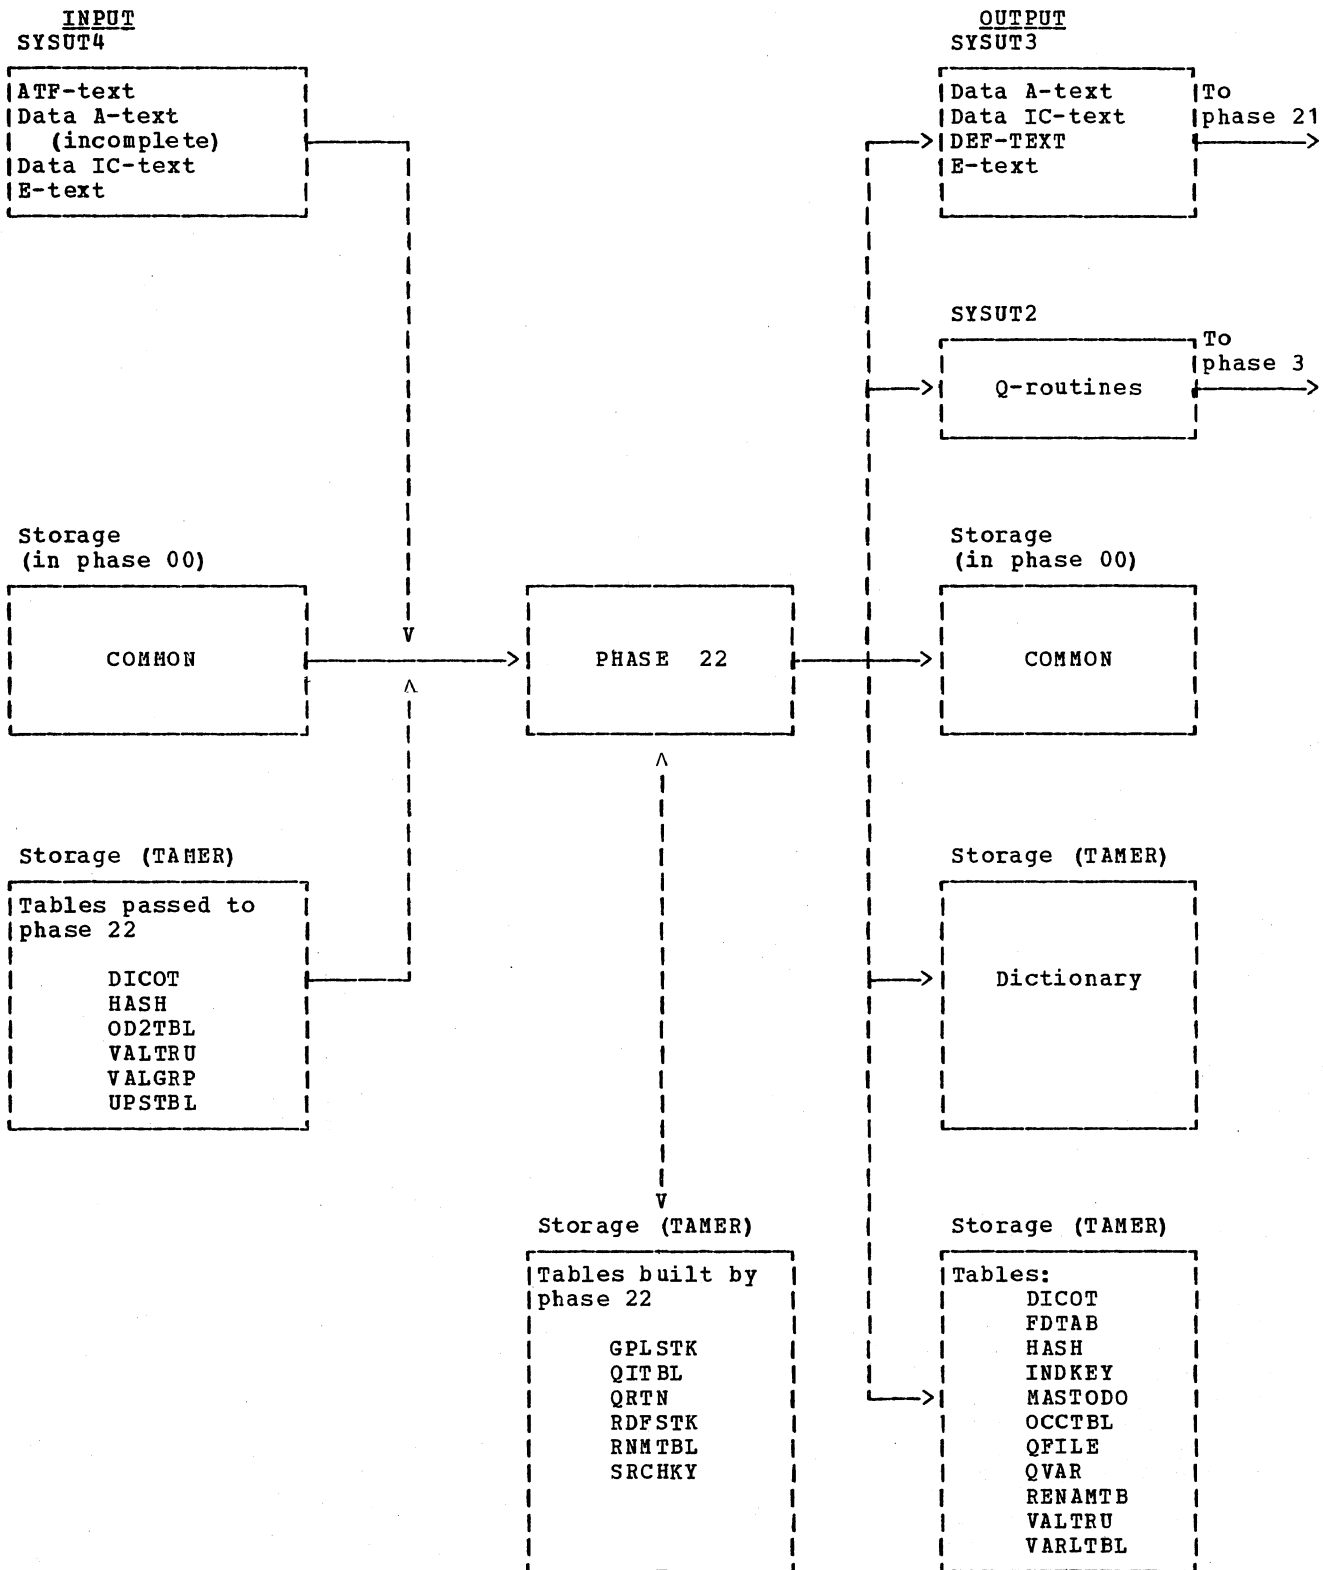 INPUT
SYSUT4
ATF-text
Data A-text
(incomplete)
Data IC-text
E-text
Storage
(in phase 00)
COMMON
Storage (TAMER)
Tables passed to
phase 22
DICOT
HASH
OD2TBL
VALTRU
VALGRP
UPSTBL
PHASE 22
Storage (TAMER)
Tables built by
phase 22
GPLSTK
QITBL
QRTN
RDFSTK
RNMTBL
SRCHKY
OUTPUT
SYSUT3
Data A-text
Data IC-text
DEF-TEXT
E-text
To
phase 21
SYSUT2
Q-routines
To
phase 3
Storage
(in phase 00)
COMMON
Storage (TAMER)
Dictionary
Storage (TAMER)
Tables:
DICOT
FDTAB
HASH
INDKEY
MASTODO
OCCTBL
QFILE
QVAR
RENAMTB
VALTRU
VARLTBL